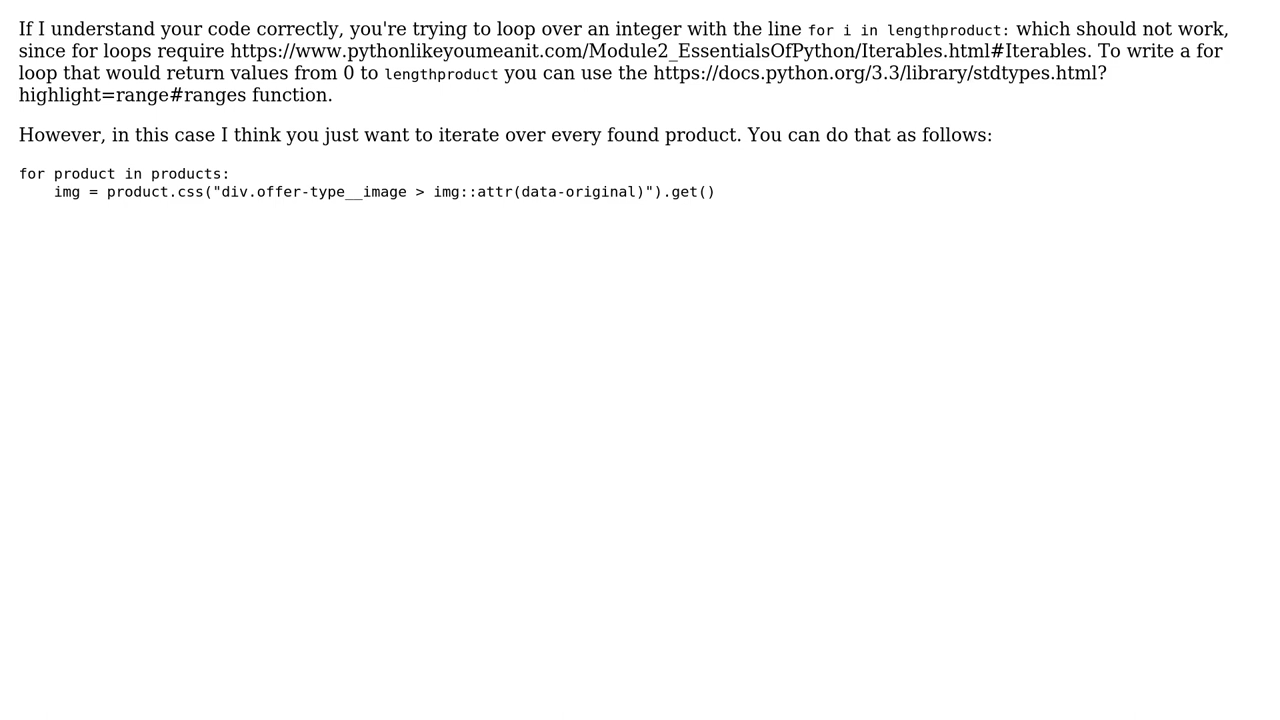 If I understand your code correctly, you're trying to loop over an integer with the line for i in lengthproduct: which should not work,
since for loops require https://www.pythonlikeyoumeanit.com/Module2_EssentialsOfPython/Iterables.html#Iterables. To write a for
loop that would return values from 0 to lengthproduct you can use the https://docs.python.org/3.3/library/stdtypes.html?
highlight=range#ranges function.
However, in this case I think you just want to iterate over every found product. You can do that as follows:
for product in products:
    img = product.css("div.offer-type__image > img::attr(data-original)").get()